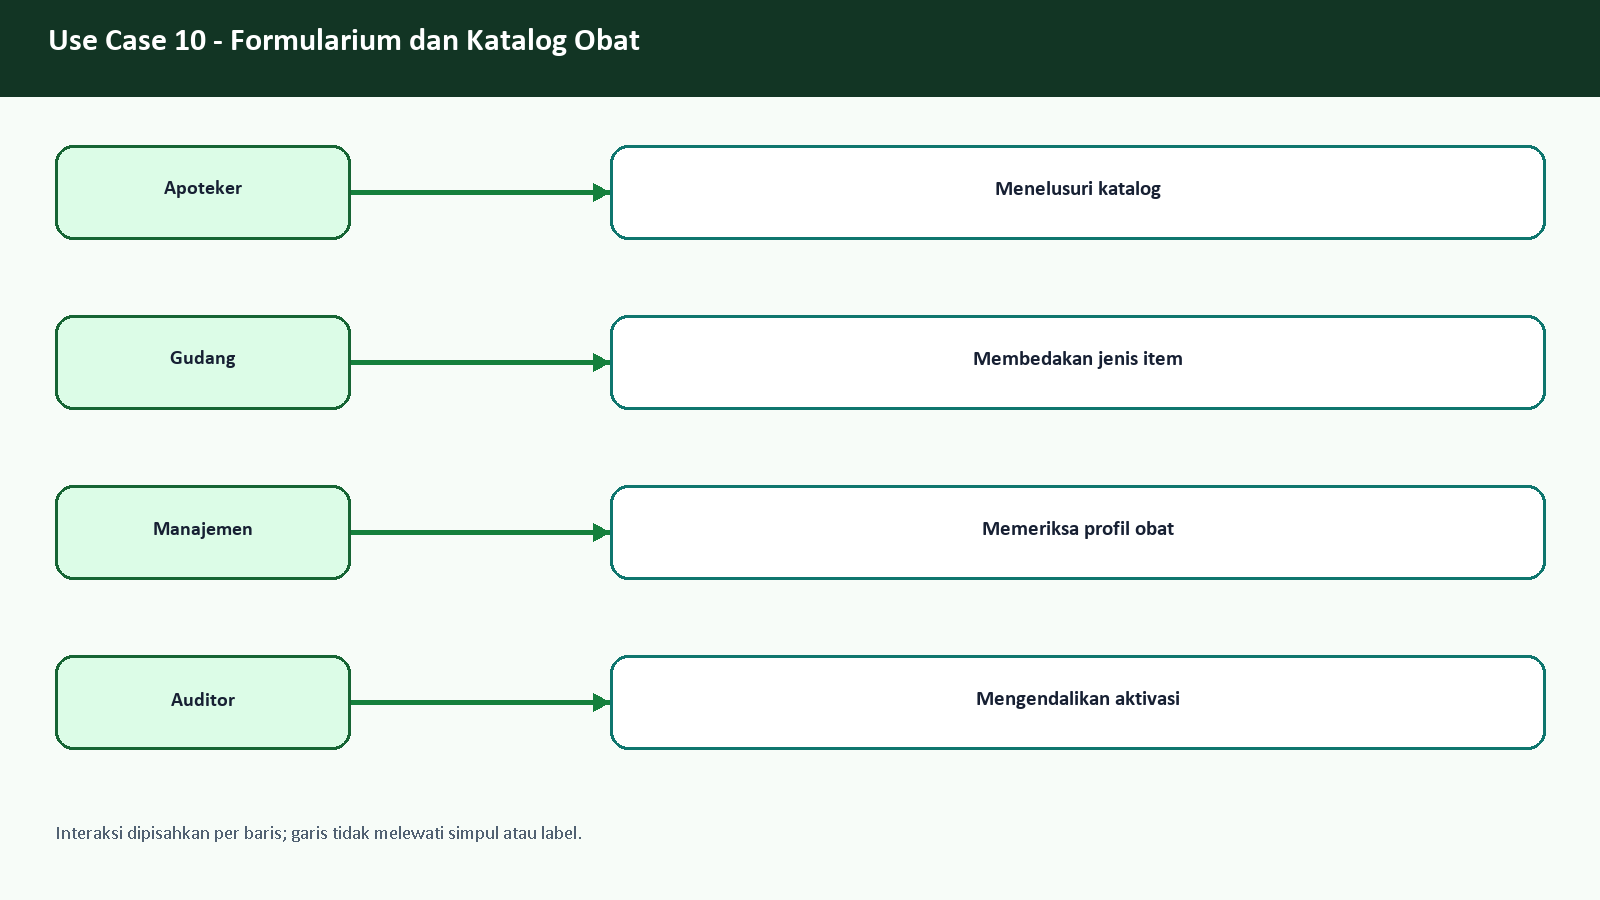 Use Case 10 - Formularium dan Katalog Obat
Apoteker
Menelusuri katalog
Gudang
Membedakan jenis item
Manajemen
Memeriksa profil obat
Auditor
Mengendalikan aktivasi
Interaksi dipisahkan per baris; garis tidak melewati simpul atau label.